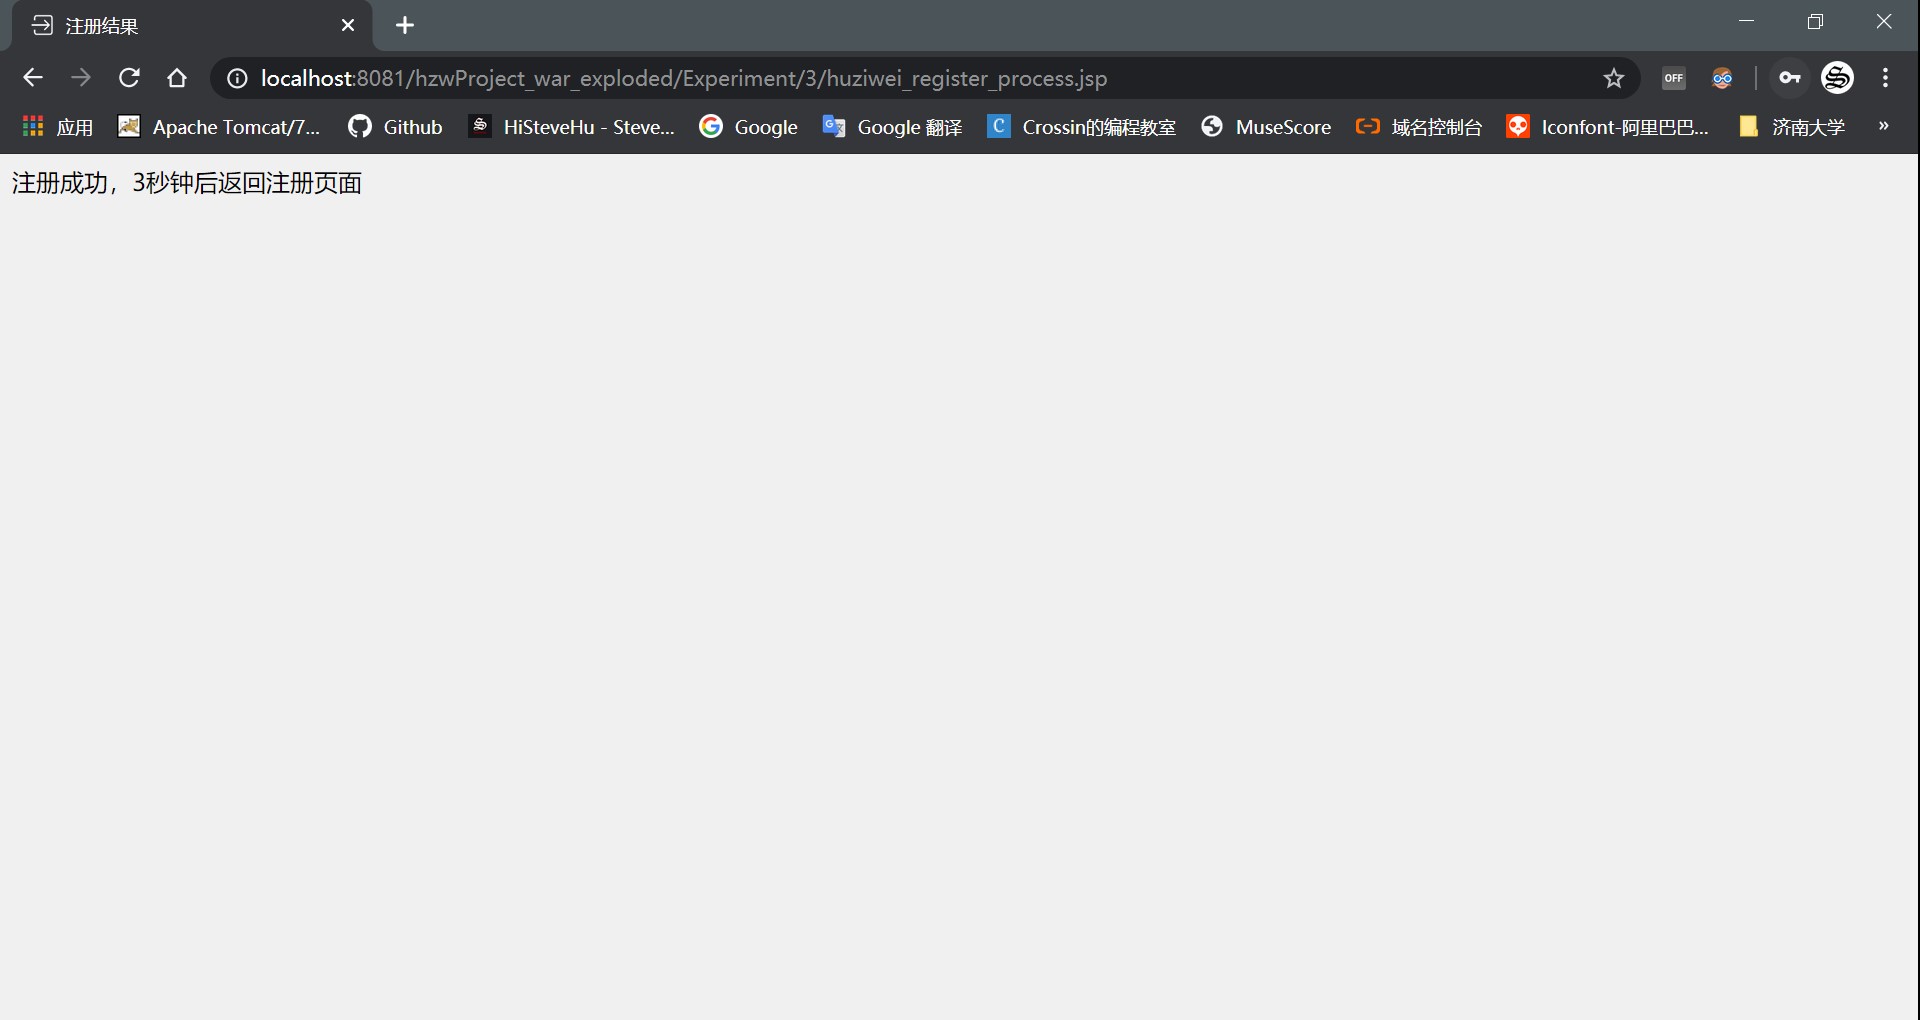 注册结果
localhost:8081/hzwProject_war_exploded/Experiment/3/huziwei_register_process.jsp
OFF
应用 Apache Tomcat/7... Github HiSteveHu - Steve... Google Google 翻译 Crossin的编程教室 MuseScore 域名控制台 Iconfont-阿里巴巴... 济南大学 »
注册成功，3秒钟后返回注册页面